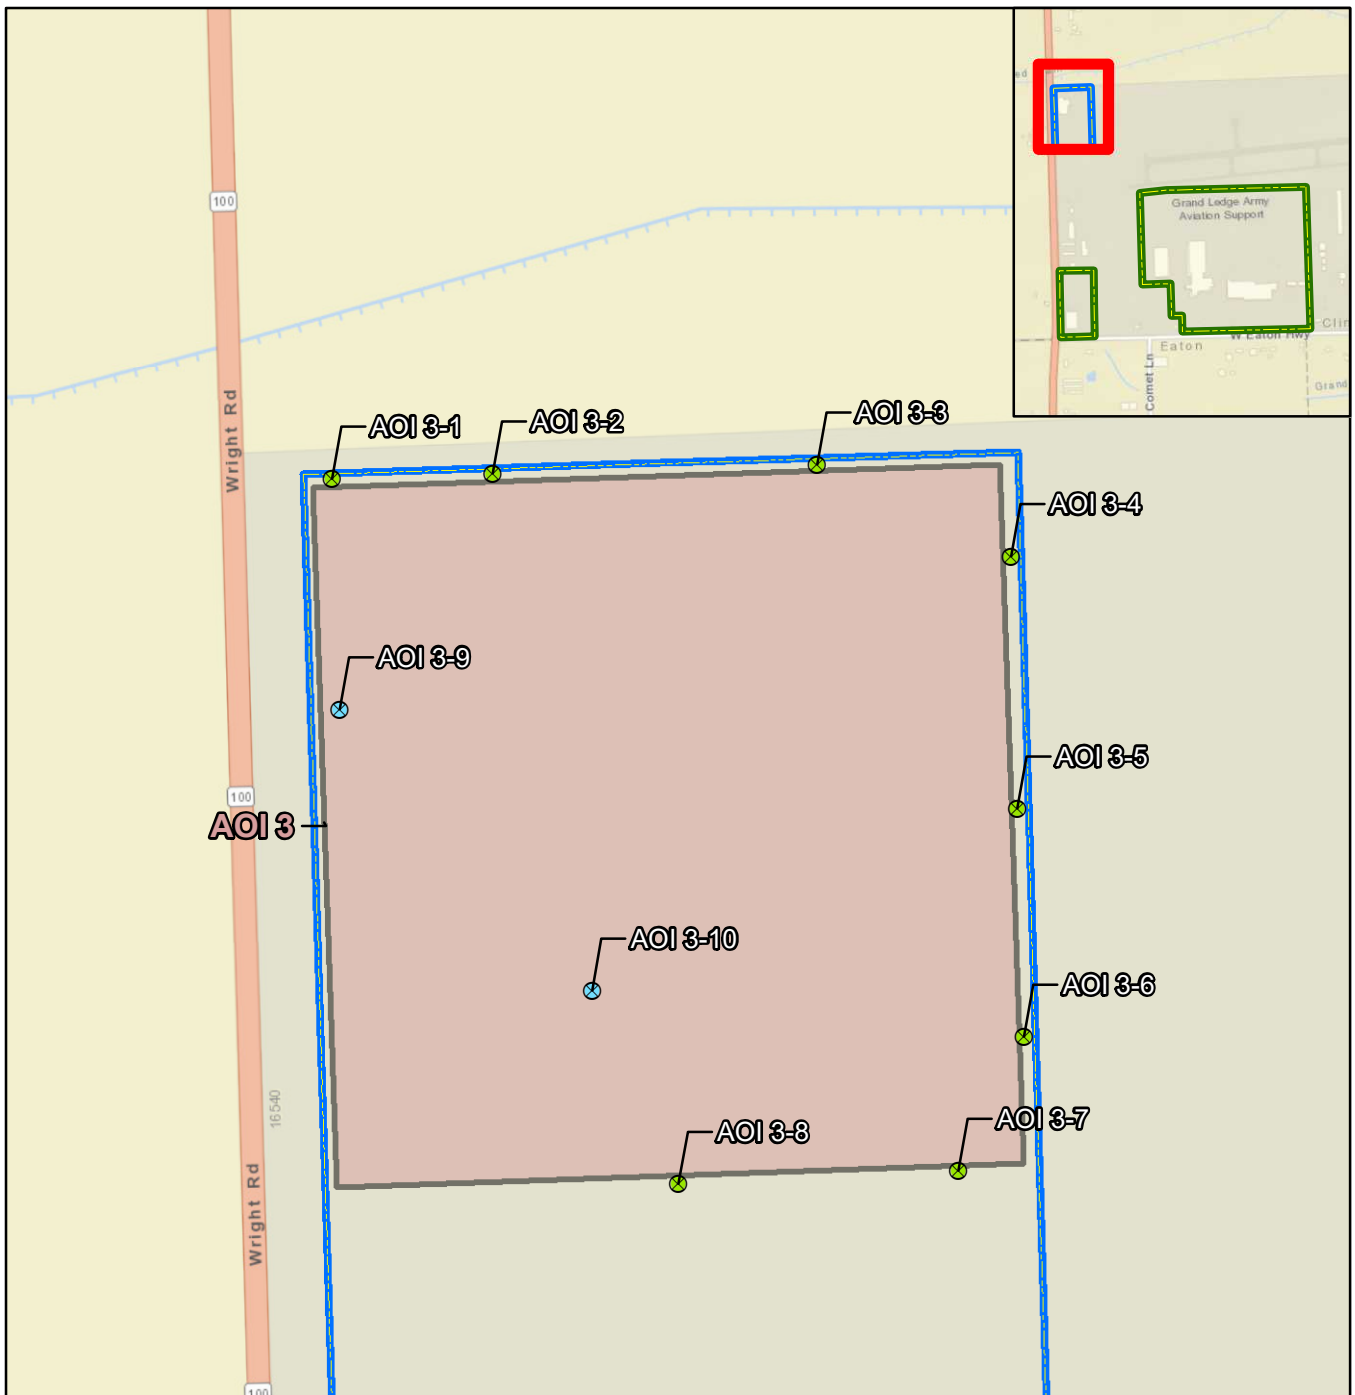 100
Wright Rd
AOI 3-1
AOI 3-2
AOI 3-3
AOI 3-4
AOI 3-9
AOI 3-5
100
AOI 3
AOI 3-10
AOI 3-6
16540
AOI 3-8
AOI 3-7
Wright Rd
100
ed
Grand Ledge Army
Aviation Support
Clin
W Eaton Hwy
Eaton
Comet Ln
Grand